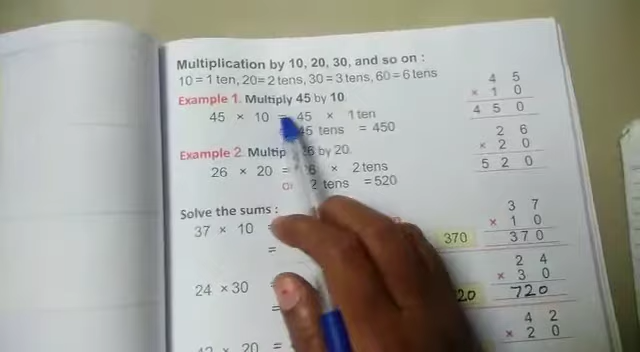 Multiplication by 10, 20, 30, and so on :
10 = 1 ten, 20 = 2 tens, 30 = 3 tens, 60 = 6 tens
Example 1. Multiply 45 by 10
45 × 10 = 45 × 1 ten
45 tens = 450
4 5
× 1 0
4 5 0
Example 2. by 20.
26 × 20 = × 2 tens
tens = 520
2 6
× 2 0
5 2 0
Solve the sums :
37 × 10
=
370
3 7
× 1 0
3 7 0
24 × 30
2 4
× 3 0
7 2 0
20 =
4 2
× 2 0